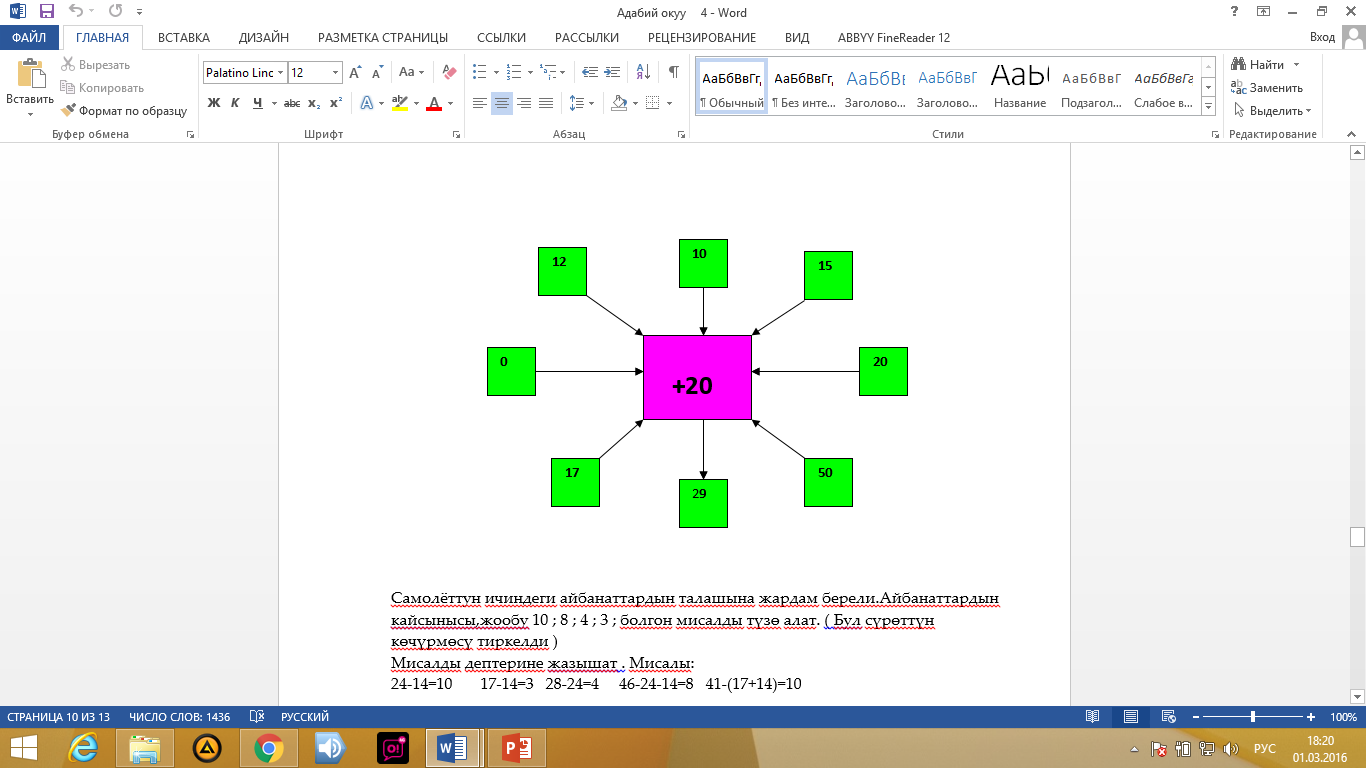 Адабий окуу 4 - Word
?
ФАЙЛ ГЛАВНАЯ ВСТАВКА ДИЗАЙН РАЗМЕТКА СТРАНИЦЫ ССЫЛКИ РАССЫЛКИ РЕЦЕНЗИРОВАНИЕ ВИД ABBYY FineReader 12 Вход
Вставить
Вырезать
Копировать
Формат по образцу
Буфер обмена
Palatino Linc 12
Ж К Ч abc x₂ x²
Шрифт
Абзац
АаБбВвГг, АаБбВвГг, АаБбВ АаБбВвГ АаБ АаБбВвГ АаБбВвГг
¶ Обычный ¶ Без инте... Заголово... Заголово... Название Подзагол... Слабое в...
Стили
Найти
Заменить
Выделить
Редактирование
12 10 15
0 +20 20
17 29 50
Самолёттун ичиндеги айбанаттардын талашына жардам берели.Айбанаттардын
кайсынысы,жообу 10 ; 8 ; 4 ; 3 ; болгон мисалды түзө алат. ( Бул сүрөттүн
көчүрмөсү тиркелди )
Мисалды дептерине жазышат . Мисалы:
24-14=10 17-14=3 28-24=4 46-24-14=8 41-(17+14)=10
СТРАНИЦА 10 ИЗ 13 ЧИСЛО СЛОВ: 1436 РУССКИЙ 100%
РУС
18:20
01.03.2016